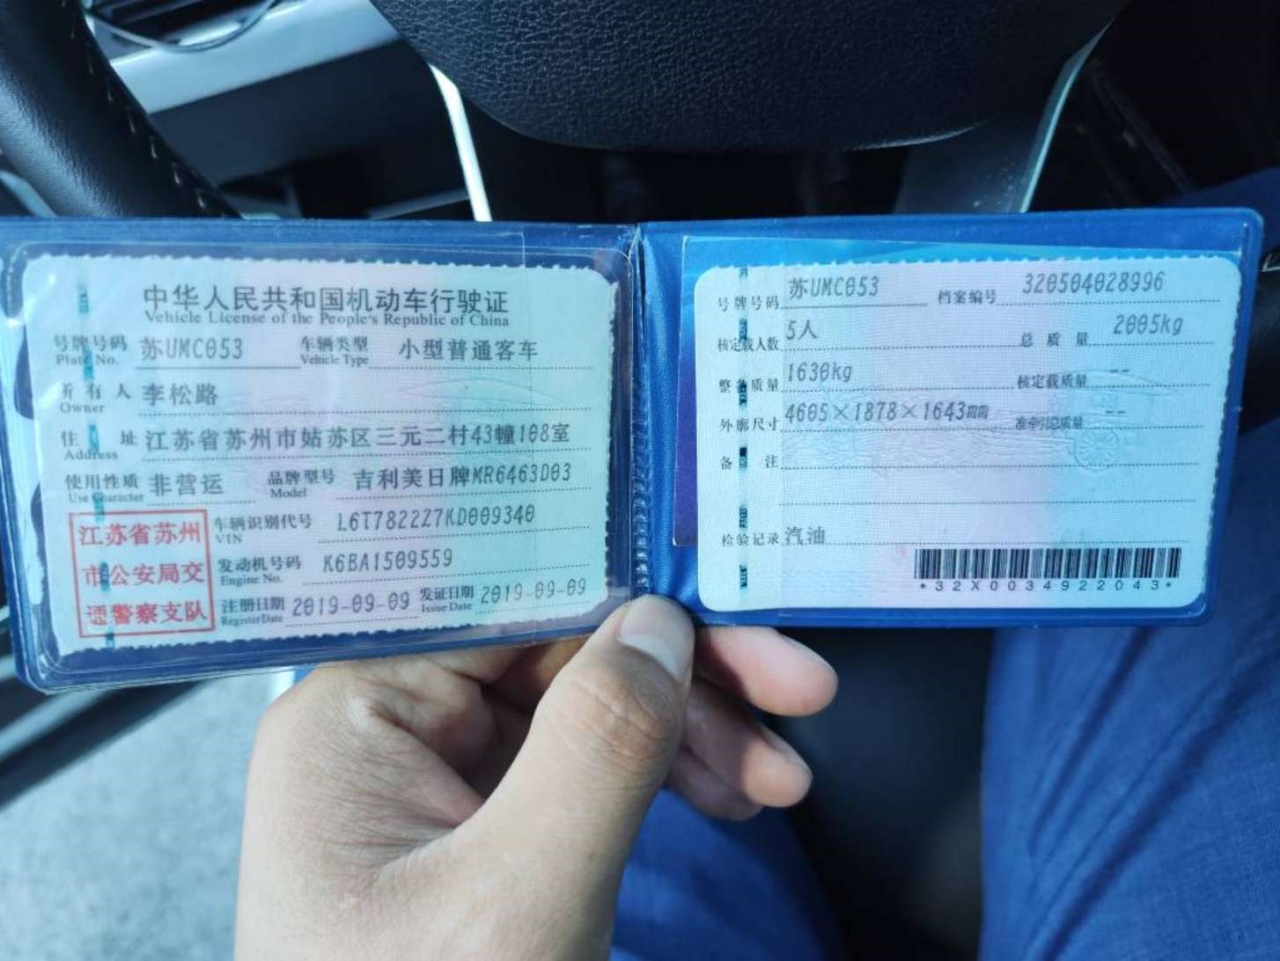 中华人民共和国机动车行驶证
Vehicle License of the People's Republic of China
号牌号码 苏UMC053 车辆类型 小型普通客车
Plate No. Vehicle Type
所有人 李松路
Owner
住址 江苏省苏州市姑苏区三元二村43幢108室
Address
使用性质 非营运 品牌型号 吉利美日牌MR6463D03
Use Character Model
江苏省苏州
市公安局交
通警察支队
车辆识别代号 L6T7822Z7KD009340
VIN
发动机号码 K6BA1509559
Engine No.
注册日期 2019-09-09 发证日期 2019-09-09
Register Date Issue Date
号牌号码 苏UMC053 档案编号 320504028996
核定载人数 5人 总质量 2005kg
整备质量 1630kg 核定载质量 --
外廓尺寸 4605×1878×1643mm 准牵引总质量 --
备注
检验记录 汽油
*32X0034922043*